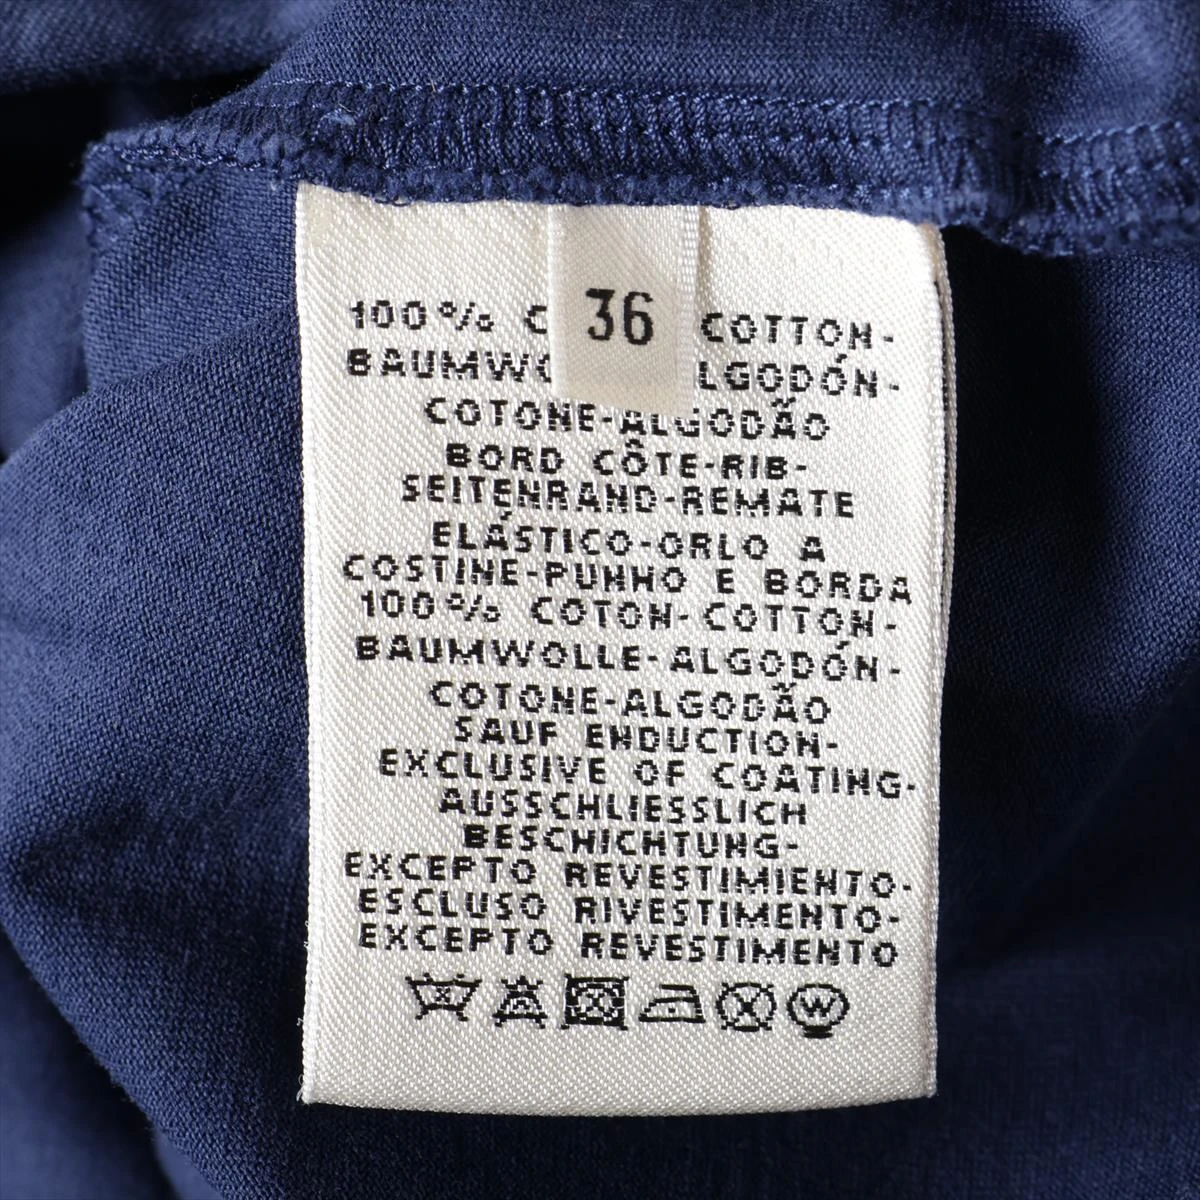 36
100% C COTTON-
BAUMWO LGODÓN-
COTONE-ALGODÃO
BORD CÔTE-RIB-
SEITENRAND-REMATE
ELÁSTICO-ORLO A
COSTINE-PUNHO E BORDA
100% COTON-COTTON-
BAUMWOLLE-ALGODÓN-
COTONE-ALGODÃO
SAUF ENDUCTION-
EXCLUSIVE OF COATING-
AUSSCHLIESSLICH
BESCHICHTUNG-
EXCEPTO REVESTIMIENTO-
ESCLUSO RIVESTIMENTO-
EXCEPTO REVESTIMENTO
W